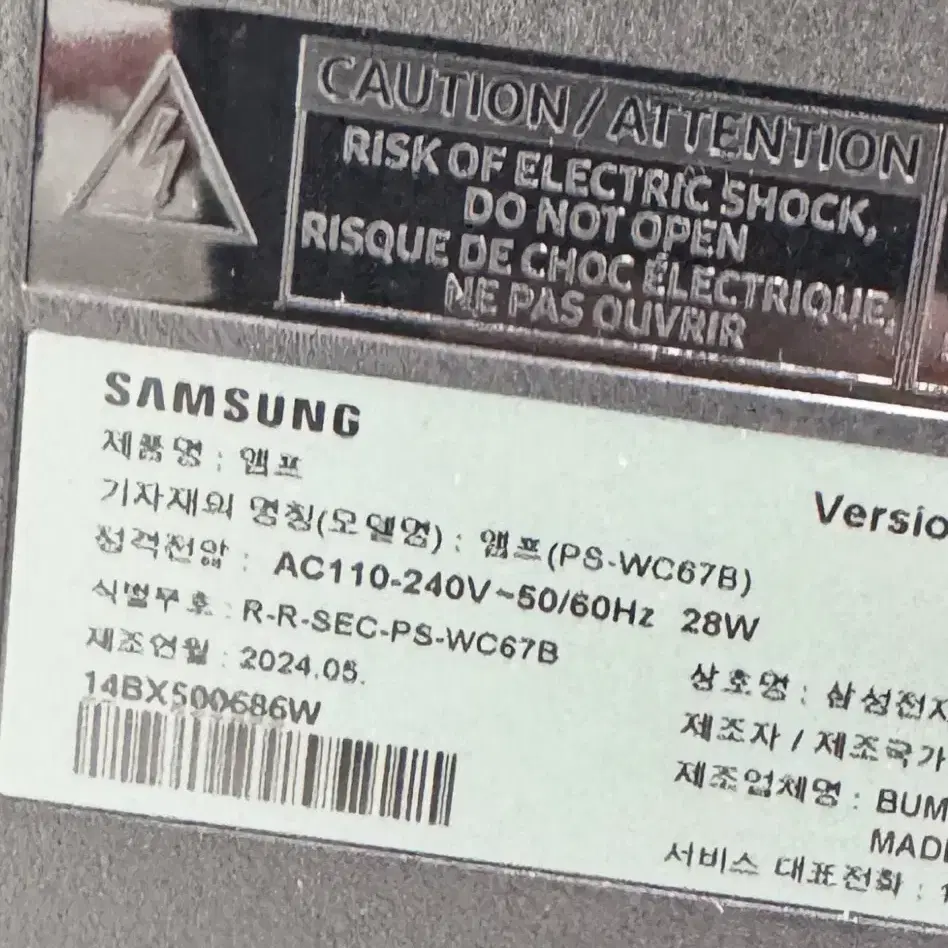 CAUTION / ATTENTION
RISK OF ELECTRIC SHOCK,
DO NOT OPEN
RISQUE DE CHOC ÉLECTRIQUE,
NE PAS OUVRIR
SAMSUNG
제품명 : 앰프
Versio
기자재의 명칭(모델명) : 앰프(PS-WC67B)
정격전압 : AC110-240V~50/60Hz 28W
식별부호 : R-R-SEC-PS-WC67B
제조연월 : 2024.05.
14BX500686W
상호명 : 삼성전자
제조자 / 제조국가
제조업체명 : BUM
MADE
서비스 대표전화 : 1